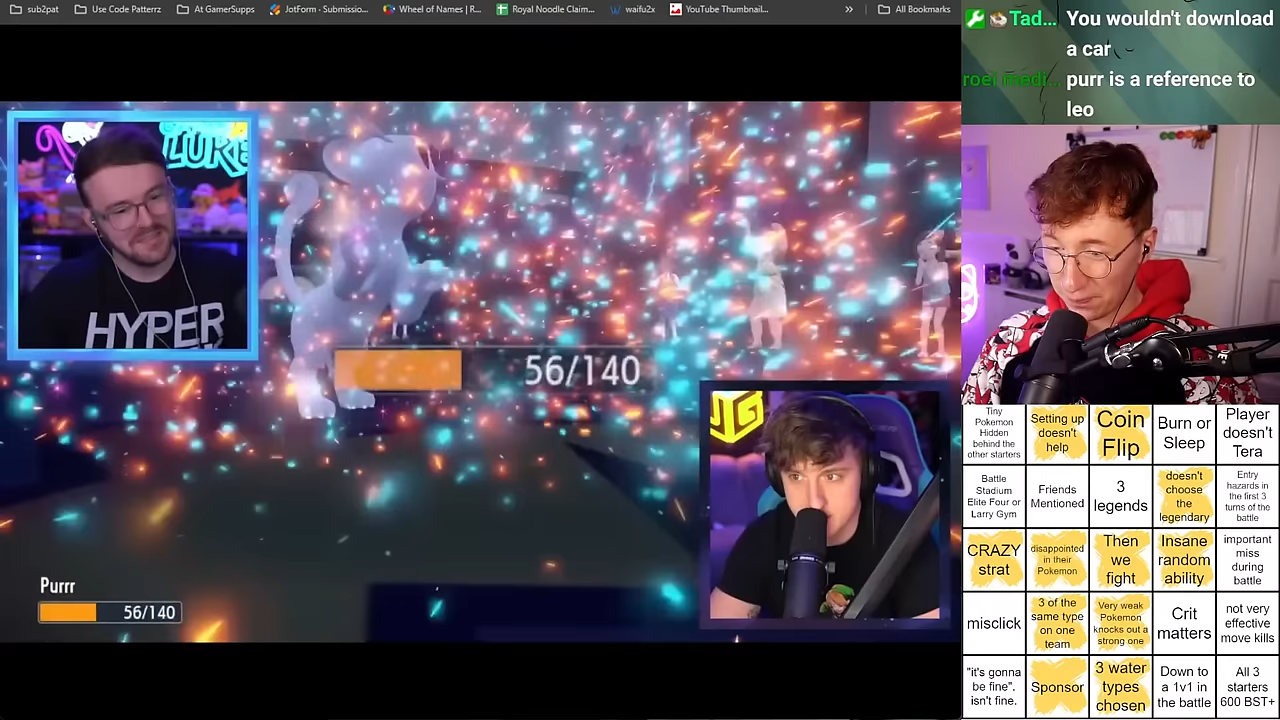 sub2pat
Use Code Patterrz
At GamerSupps
JotForm - Submissio...
Wheel of Names | R...
Royal Noodle Claim...
waifu2x
YouTube Thumbnail...
»
All Bookmarks
Tad... You wouldn't download
a car
roei medi... purr is a reference to
leo
LUKE
HYPER
56/140
Purrr
56/140
Tiny
Pokemon
Hidden
behind the
other starters
Setting up
doesn't
help
Coin
Flip
Burn or
Sleep
Player
doesn't
Tera
Battle
Stadium
Elite Four or
Larry Gym
Friends
Mentioned
3
legends
doesn't
choose
the
legendary
Entry
hazards in
the first 3
turns of the
battle
CRAZY
strat
disappointed
in their
Pokemon
Then
we
fight
Insane
random
ability
important
miss
during
battle
misclick
3 of the
same type
on one
team
Very weak
Pokemon
knocks out a
strong one
Crit
matters
not very
effective
move kills
"it's gonna
be fine".
isn't fine.
Sponsor
3 water
types
chosen
Down to
a 1v1 in
the battle
All 3
starters
600 BST+